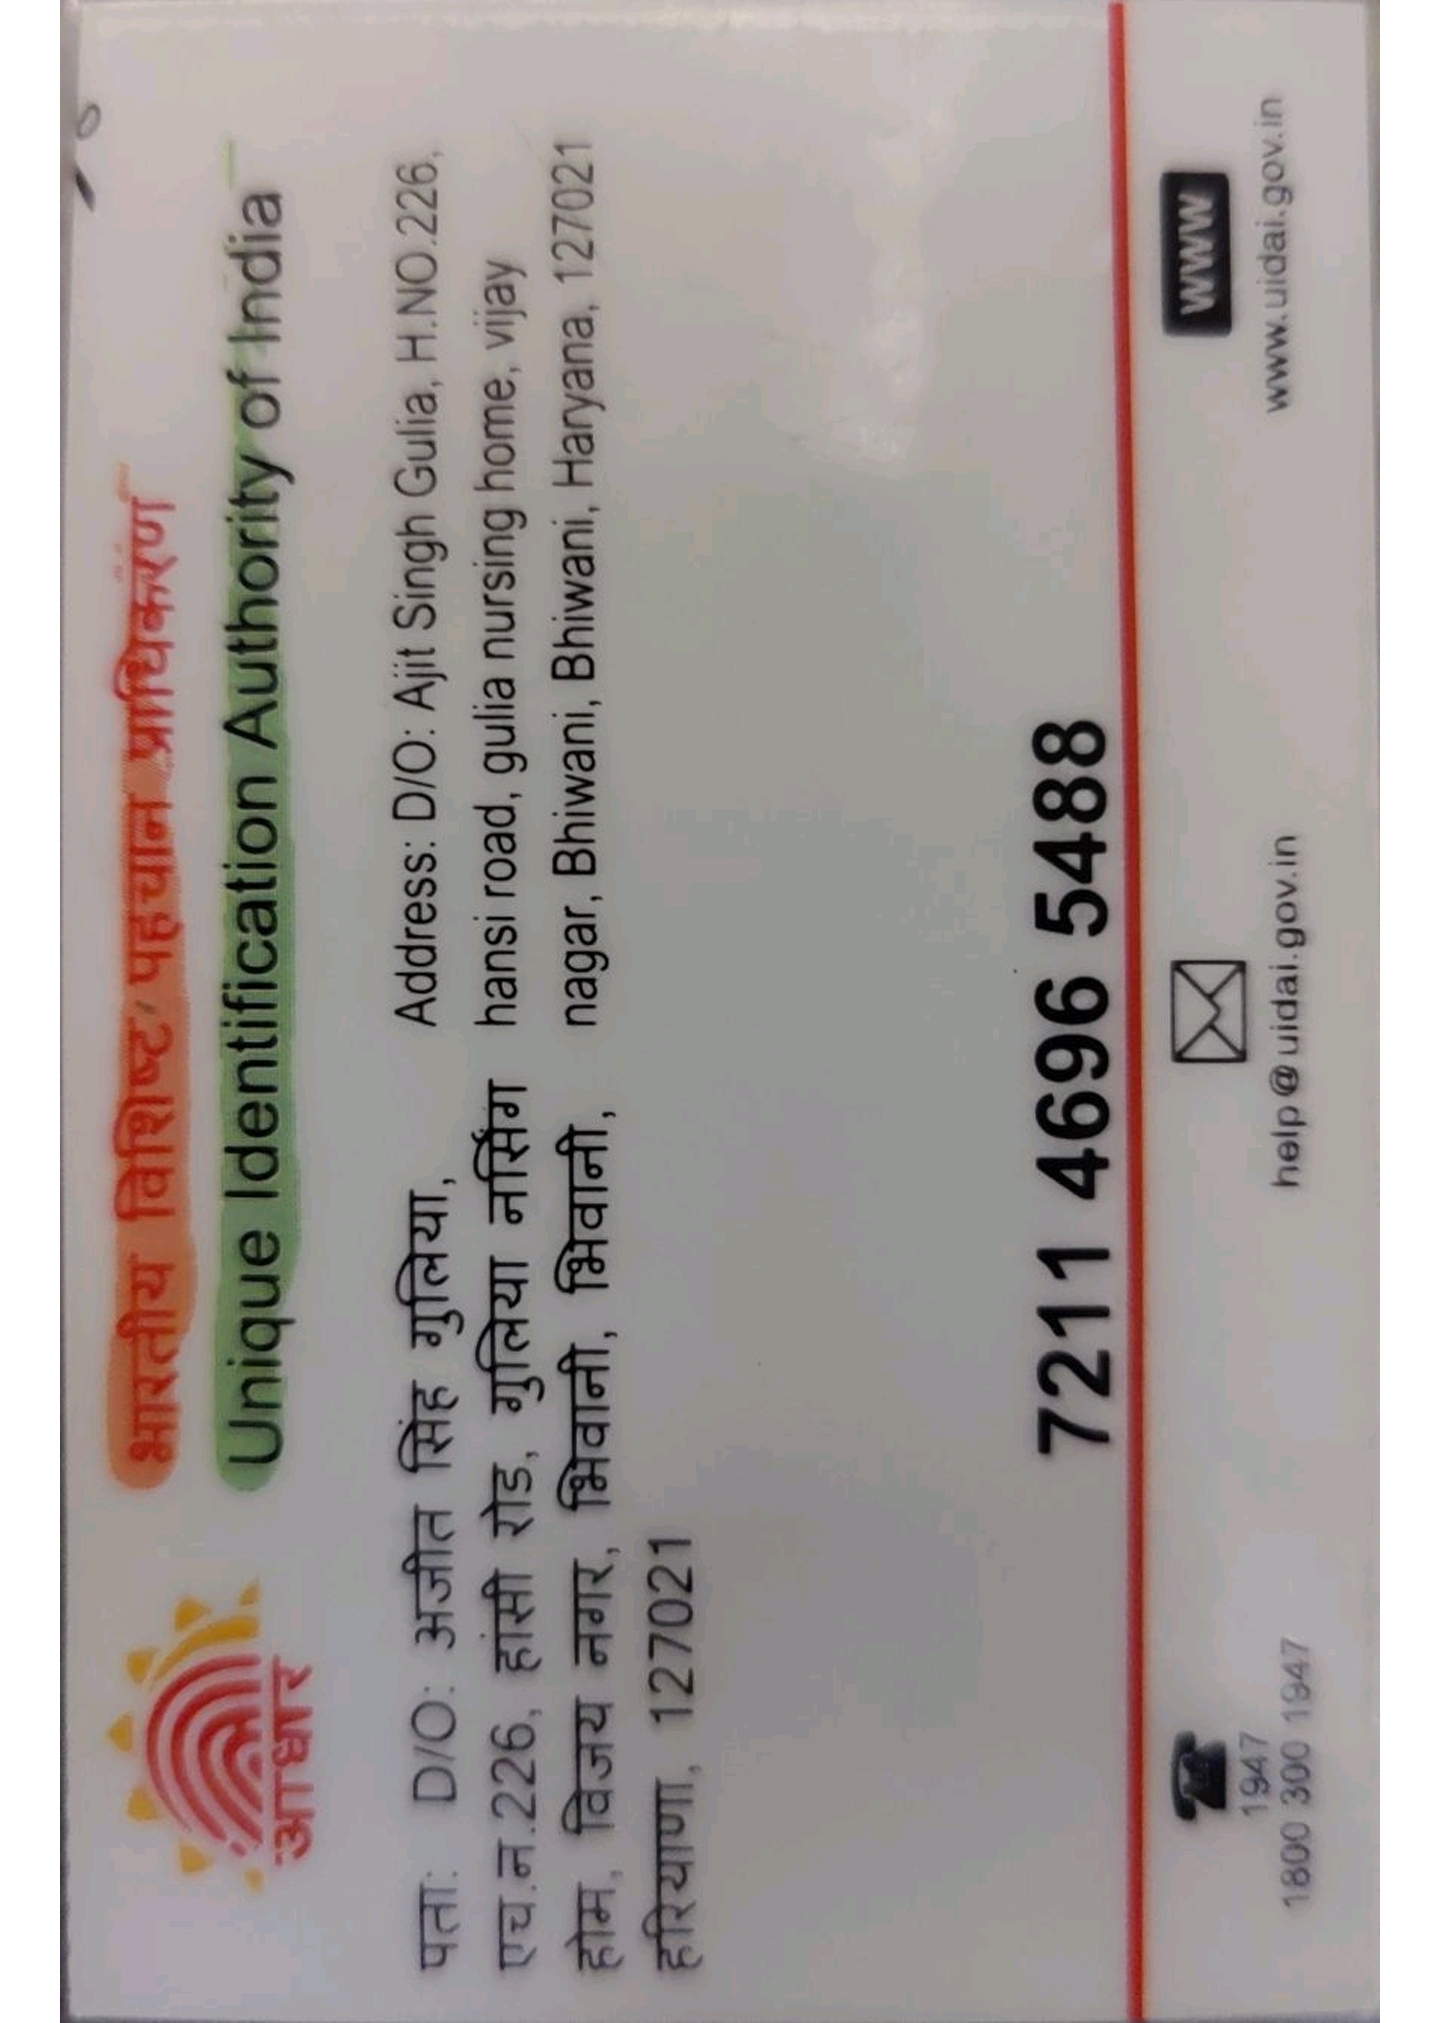 भारतीय विशिष्ट पहचान प्राधिकरण
Unique Identification Authority of India
आधार
पता: D/O: अजीत सिंह गुलिया,
एच.न.226, हांसी रोड, गुलिया नर्सिंग
होम, विजय नगर, भिवानी, भिवानी,
हरियाणा, 127021
Address: D/O: Ajit Singh Gulia, H.NO.226,
hansi road, gulia nursing home, vijay
nagar, Bhiwani, Bhiwani, Haryana, 127021
7211 4696 5488
1947
1800 300 1947
help@uidai.gov.in
WWW
www.uidai.gov.in